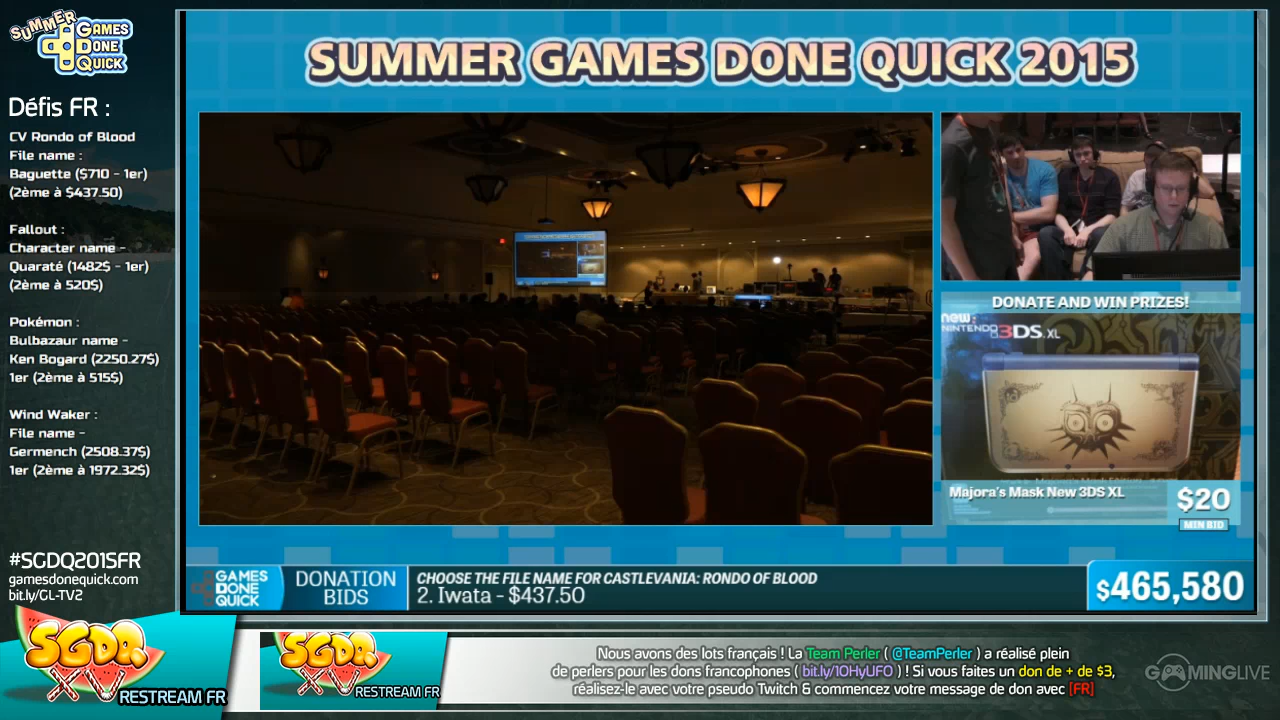 SUMMER
GAMES
DONE
QUICK
Défis FR :
CV Rondo of Blood
File name :
Baguette ($710 - 1er)
(2ème à $437.50)
Fallout :
Character name -
Quaraté (1482$ - 1er)
(2ème à 520$)
Pokémon :
Bulbazaur name -
Ken Bogard (2250.27$)
1er (2ème à 515$)
Wind Waker :
File name -
Germench (2508.37$)
1er (2ème à 1972.32$)
#SGDQ2015FR
gamesdonequick.com
bit.ly/GL-TV2
SGDQ
XV
RESTREAM FR
SUMMER GAMES DONE QUICK 2015
DONATE AND WIN PRIZES!
new
NINTENDO 3DS XL
Majora's Mask New 3DS XL
$20
MIN BID
GAMES
DONE
QUICK
DONATION
BIDS
CHOOSE THE FILE NAME FOR CASTLEVANIA: RONDO OF BLOOD
2. Iwata - $437.50
$465,580
SGDQ
XV
RESTREAM FR
Nous avons des lots français ! La Team Perler ( @TeamPerler ) a réalisé plein
de perlers pour les dons francophones ( bit.ly/1OHyUFO ) ! Si vous faites un don de + de $3,
réalisez-le avec votre pseudo Twitch & commencez votre message de don avec [FR]
GAMINGLIVE